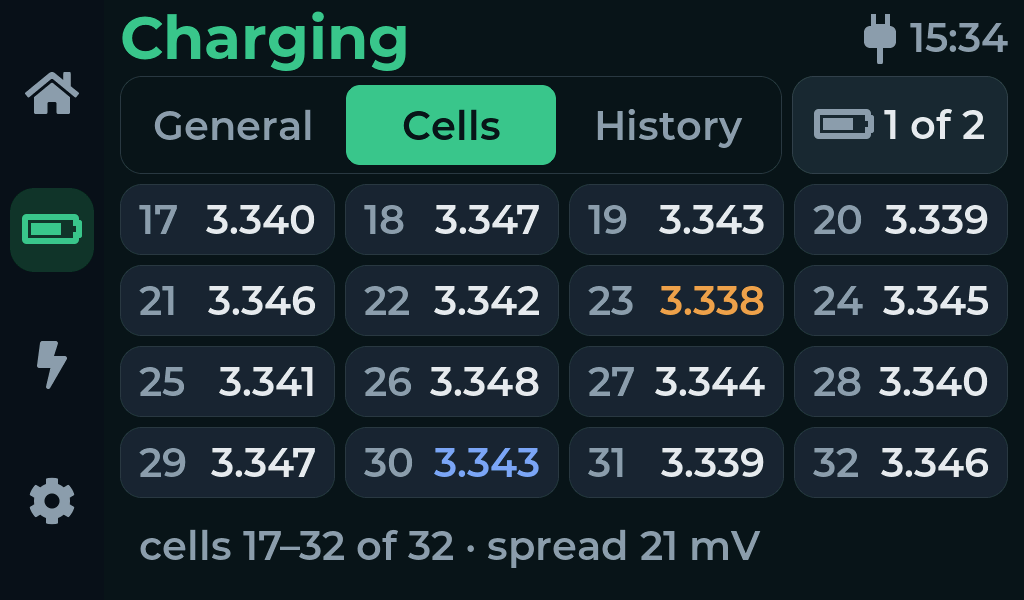 Charging 15:34
General Cells History 1 of 2
17 3.340 18 3.347 19 3.343 20 3.339
21 3.346 22 3.342 23 3.338 24 3.345
25 3.341 26 3.348 27 3.344 28 3.340
29 3.347 30 3.343 31 3.339 32 3.346
cells 17–32 of 32 · spread 21 mV